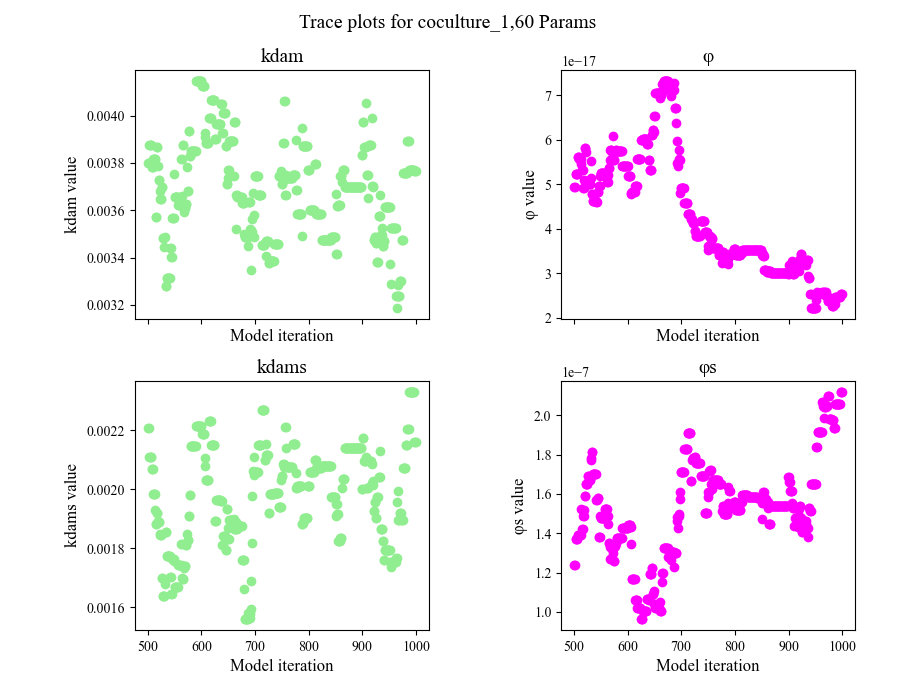 Trace plots for coculture_1,60 Params
kdam
φ
1e−17
0.0040
0.0038
0.0036
0.0034
0.0032
kdam value
7
6
5
4
3
2
φ value
Model iteration
Model iteration
kdams
φs
1e−7
0.0022
0.0020
0.0018
0.0016
kdams value
2.0
1.8
1.6
1.4
1.2
1.0
φs value
500 600 700 800 900 1000
500 600 700 800 900 1000
Model iteration
Model iteration